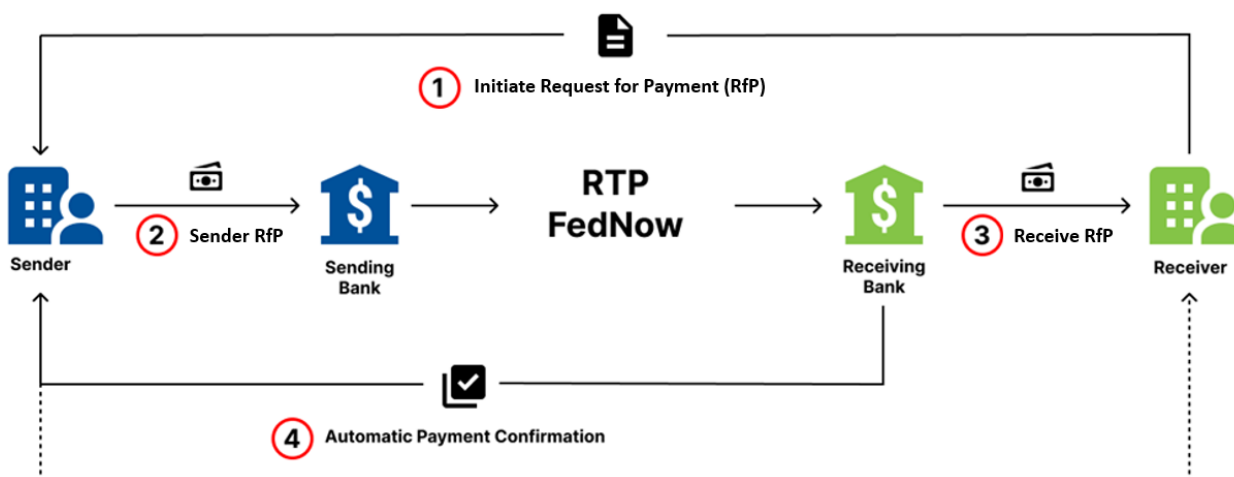 1 Initiate Request for Payment (RfP)
RTP
FedNow
2 Sender RfP
3 Receive RfP
Sender
Sending
Bank
Receiving
Bank
Receiver
4 Automatic Payment Confirmation
$
$